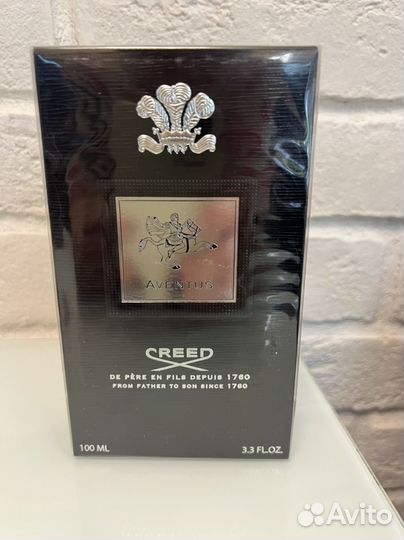 AVENTUS
CREED
DE PÈRE EN FILS DEPUIS 1760
FROM FATHER TO SON SINCE 1760
100 ML 3.3 FL.OZ.
Avito